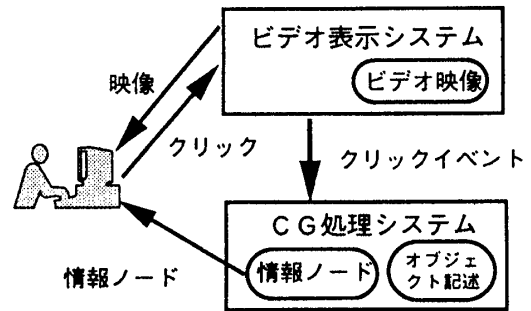 ビデオ表示システム
ビデオ映像
映像
クリック
クリックイベント
CG処理システム
情報ノード
情報ノード
オブジェ
クト記述